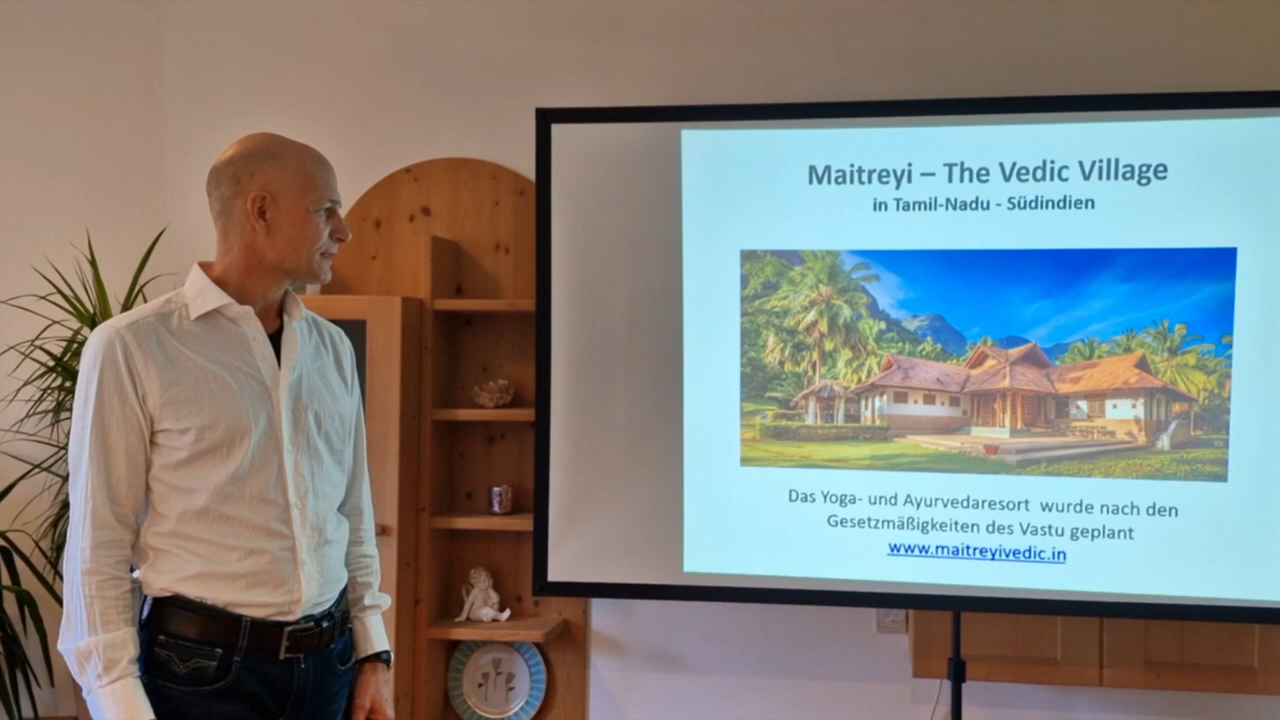 Maitreyi – The Vedic Village
in Tamil-Nadu - Südindien
Das Yoga- und Ayurvedaresort wurde nach den
Gesetzmäßigkeiten des Vastu geplant
www.maitreyivedic.in